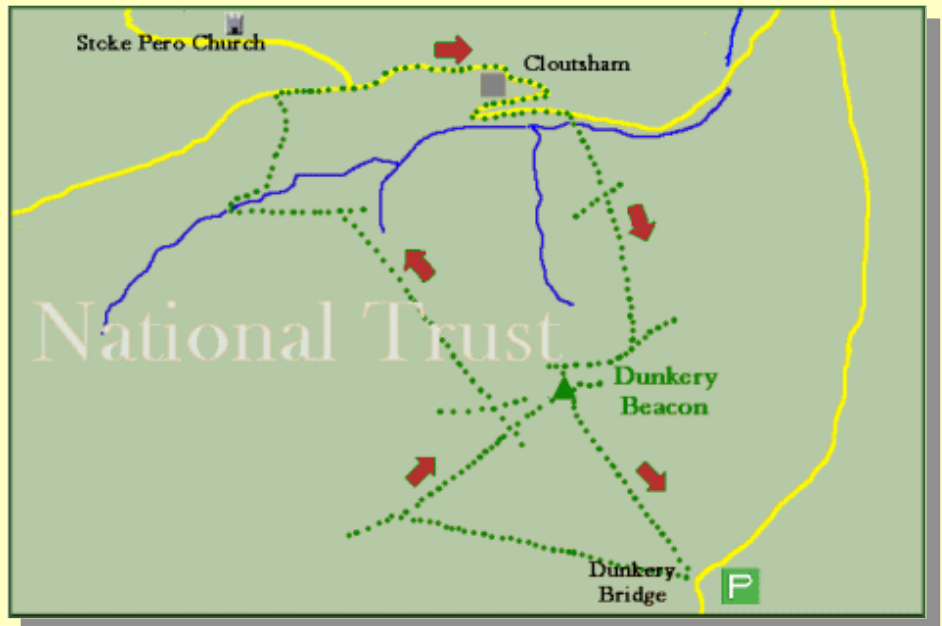 Stoke Pero Church
Cloutsham
National Trust
Dunkery
Beacon
Dunkery
Bridge
P